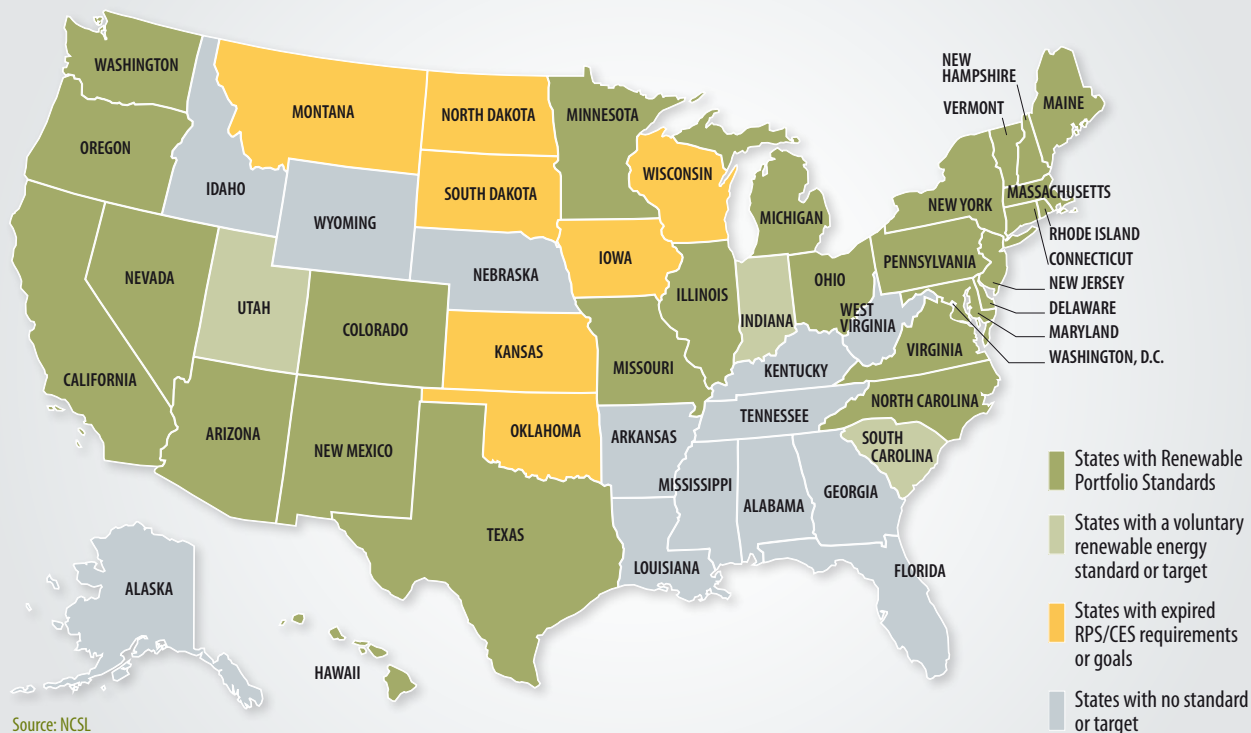 NEW
HAMPSHIRE
VERMONT
MAINE
WASHINGTON
MONTANA
NORTH DAKOTA
MINNESOTA
OREGON
IDAHO
SOUTH DAKOTA
WISCONSIN
WYOMING
MICHIGAN
NEW YORK
MASSACHUSETTS
RHODE ISLAND
CONNECTICUT
NEW JERSEY
DELAWARE
MARYLAND
WASHINGTON, D.C.
NEVADA
UTAH
NEBRASKA
IOWA
PENNSYLVANIA
ILLINOIS
INDIANA
OHIO
WEST
VIRGINIA
VIRGINIA
COLORADO
KANSAS
MISSOURI
KENTUCKY
CALIFORNIA
ARIZONA
NEW MEXICO
OKLAHOMA
ARKANSAS
TENNESSEE
NORTH CAROLINA
SOUTH
CAROLINA
MISSISSIPPI
ALABAMA
GEORGIA
TEXAS
LOUISIANA
FLORIDA
ALASKA
HAWAII
States with Renewable
Portfolio Standards
States with a voluntary
renewable energy
standard or target
States with expired
RPS/CES requirements
or goals
States with no standard
or target
Source: NCSL